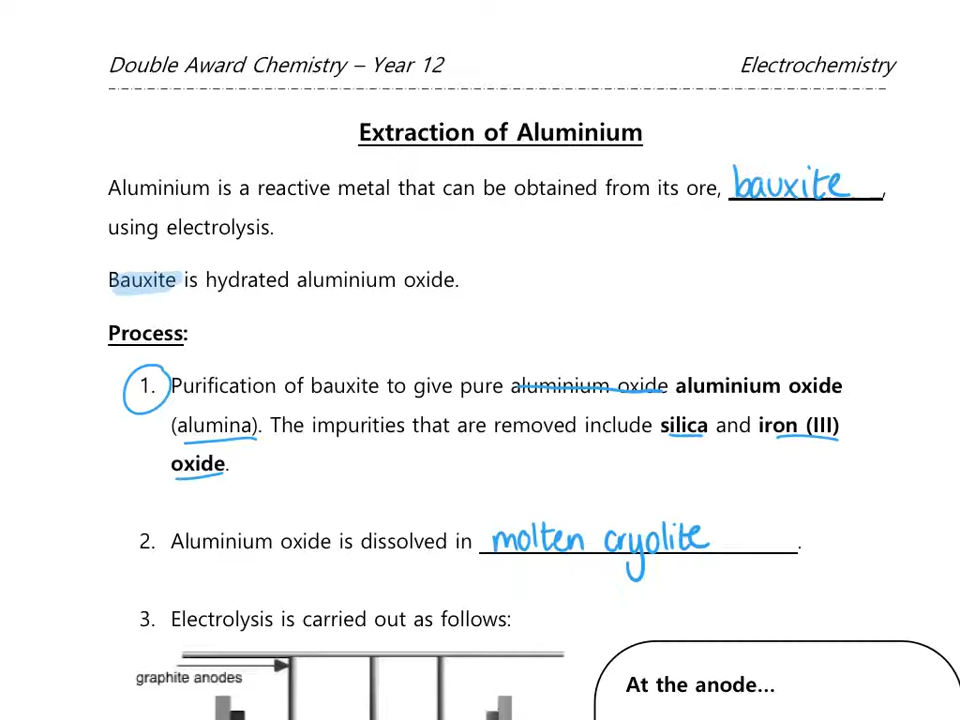 Double Award Chemistry – Year 12 Electrochemistry
Extraction of Aluminium
Aluminium is a reactive metal that can be obtained from its ore, bauxite,
using electrolysis.
Bauxite is hydrated aluminium oxide.
Process:
1. Purification of bauxite to give pure aluminium oxide aluminium oxide
(alumina). The impurities that are removed include silica and iron (III)
oxide.
2. Aluminium oxide is dissolved in molten cryolite.
3. Electrolysis is carried out as follows:
graphite anodes
At the anode...